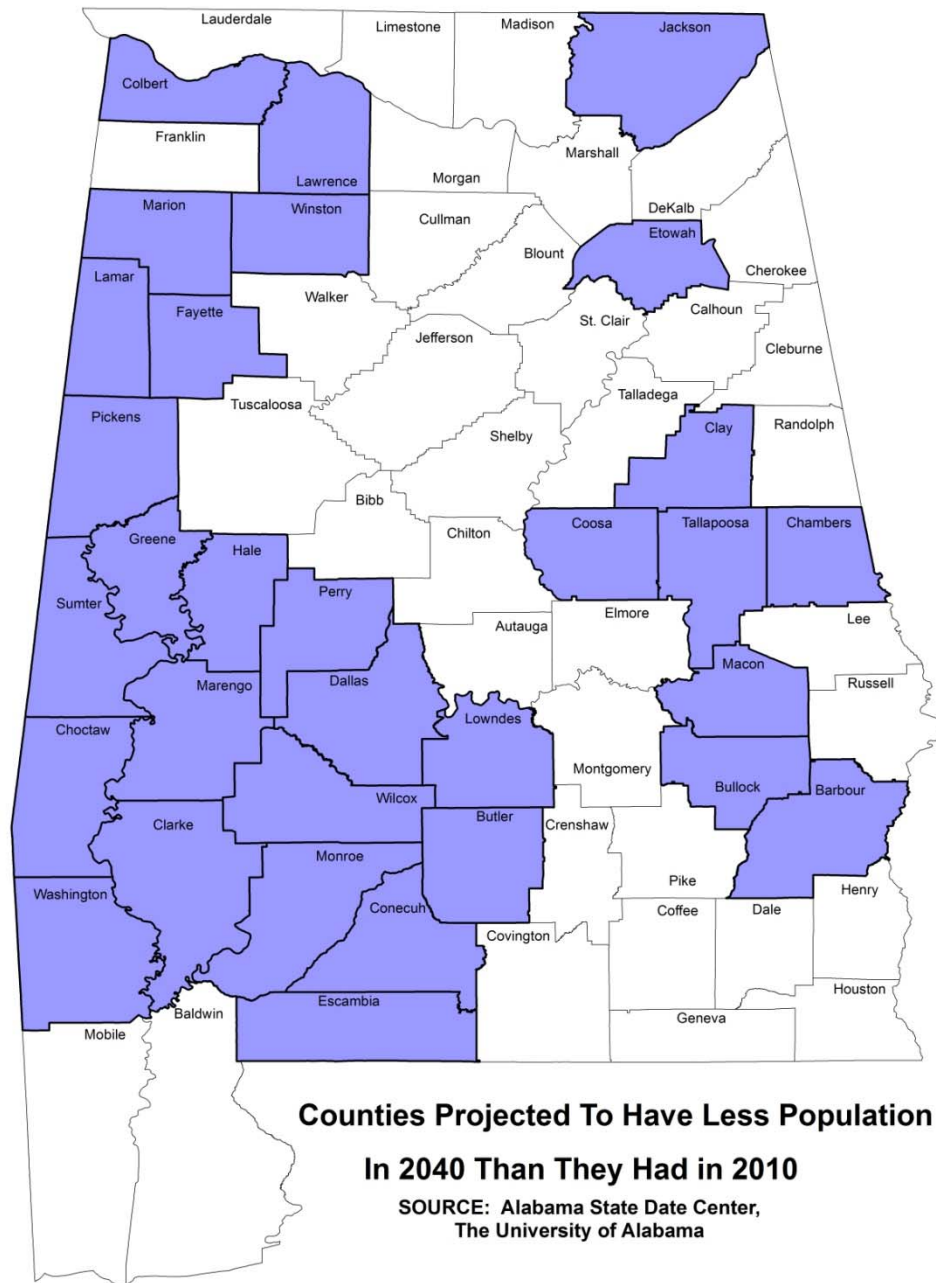 Lauderdale
Limestone
Madison
Jackson
Colbert
Franklin
Lawrence
Morgan
Marshall
DeKalb
Marion
Winston
Cullman
Blount
Etowah
Cherokee
Lamar
Fayette
Walker
Jefferson
St. Clair
Calhoun
Cleburne
Pickens
Tuscaloosa
Shelby
Talladega
Clay
Randolph
Bibb
Chilton
Coosa
Tallapoosa
Chambers
Greene
Hale
Sumter
Perry
Autauga
Elmore
Lee
Marengo
Dallas
Macon
Russell
Choctaw
Lowndes
Montgomery
Bullock
Barbour
Wilcox
Clarke
Butler
Crenshaw
Monroe
Pike
Henry
Washington
Conecuh
Covington
Coffee
Dale
Escambia
Houston
Mobile
Baldwin
Geneva
Counties Projected To Have Less Population
In 2040 Than They Had in 2010
SOURCE: Alabama State Date Center,
The University of Alabama